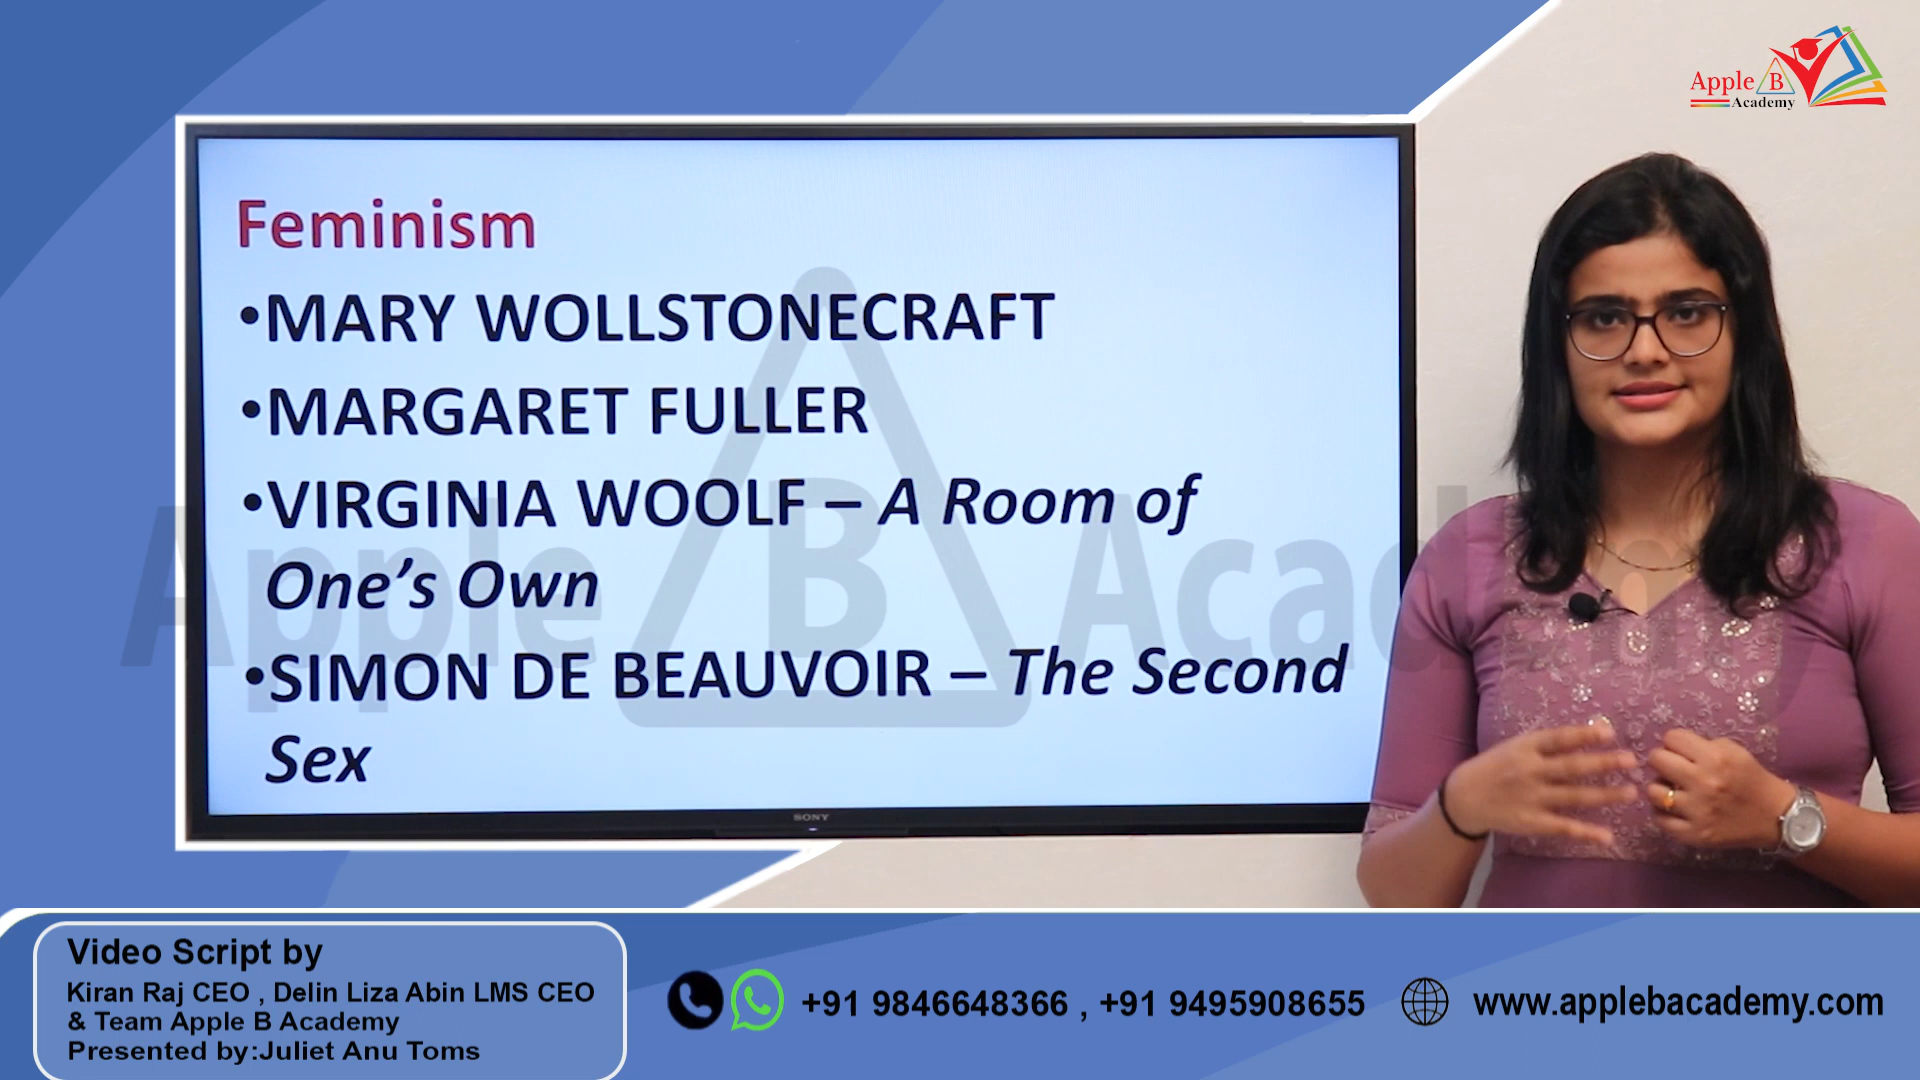 Apple B
Academy
Feminism
•MARY WOLLSTONECRAFT
•MARGARET FULLER
•VIRGINIA WOOLF – A Room of
One’s Own
•SIMON DE BEAUVOIR – The Second
Sex
Apple B Academy
SONY
Video Script by
Kiran Raj CEO , Delin Liza Abin LMS CEO
& Team Apple B Academy
Presented by:Juliet Anu Toms
+91 9846648366 , +91 9495908655
www.applebacademy.com